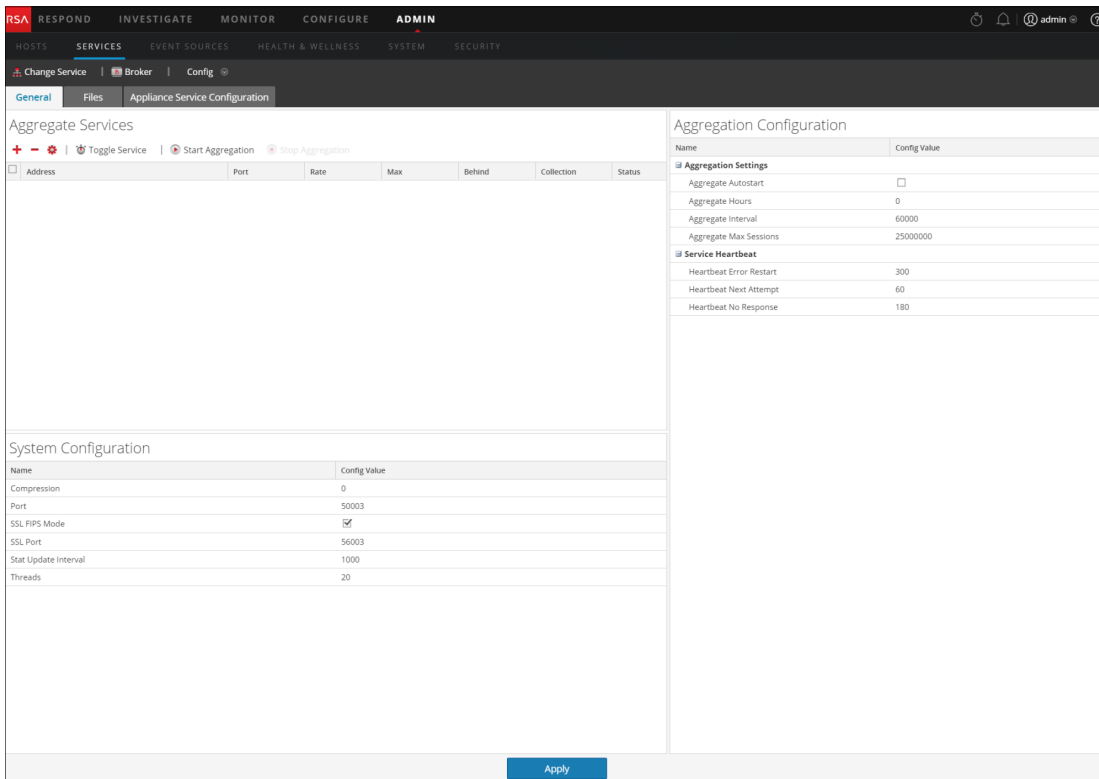 RSA RESPOND INVESTIGATE MONITOR CONFIGURE ADMIN admin
HOSTS SERVICES EVENT SOURCES HEALTH & WELLNESS SYSTEM SECURITY
Change Service | Broker | Config
General Files Appliance Service Configuration
Aggregate Services
Toggle Service | Start Aggregation Stop Aggregation
Address Port Rate Max Behind Collection Status
System Configuration
Name Config Value
Compression 0
Port 50003
SSL FIPS Mode
SSL Port 56003
Stat Update Interval 1000
Threads 20
Aggregation Configuration
Name Config Value
Aggregation Settings
Aggregate Autostart
Aggregate Hours 0
Aggregate Interval 60000
Aggregate Max Sessions 25000000
Service Heartbeat
Heartbeat Error Restart 300
Heartbeat Next Attempt 60
Heartbeat No Response 180
Apply